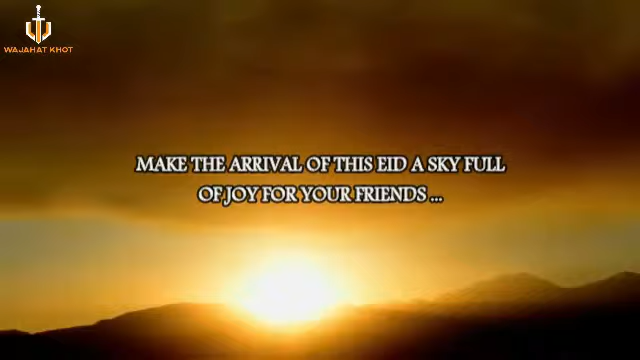 WAJAHAT KHOT
MAKE THE ARRIVAL OF THIS EID A SKY FULL
OF JOY FOR YOUR FRIENDS ...